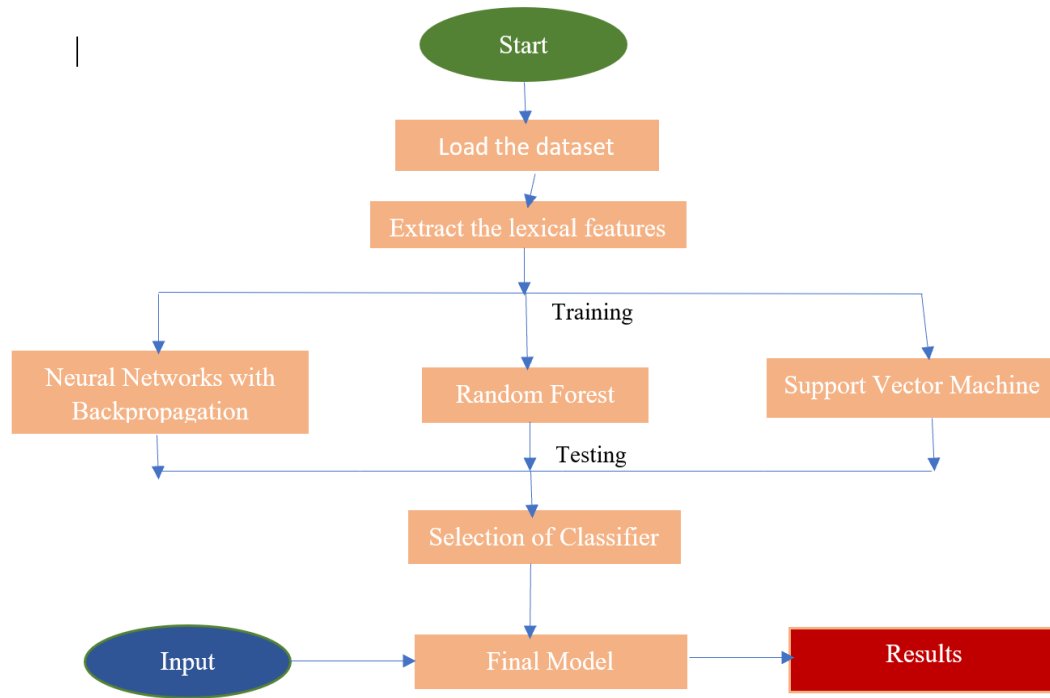 Start
Load the dataset
Extract the lexical features
Training
Neural Networks with
Backpropagation
Random Forest
Support Vector Machine
Testing
Selection of Classifier
Input
Final Model
Results